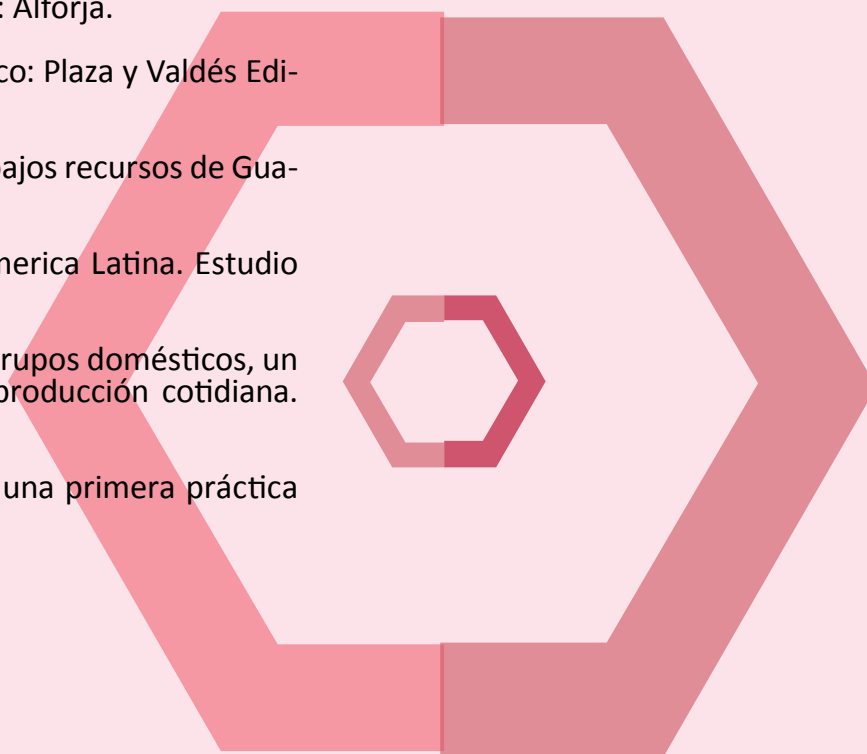 : Alforja.
co: Plaza y Valdés Edi-
bajos recursos de Gua-
merica Latina. Estudio
rupos domésticos, un
producción cotidiana.
una primera práctica